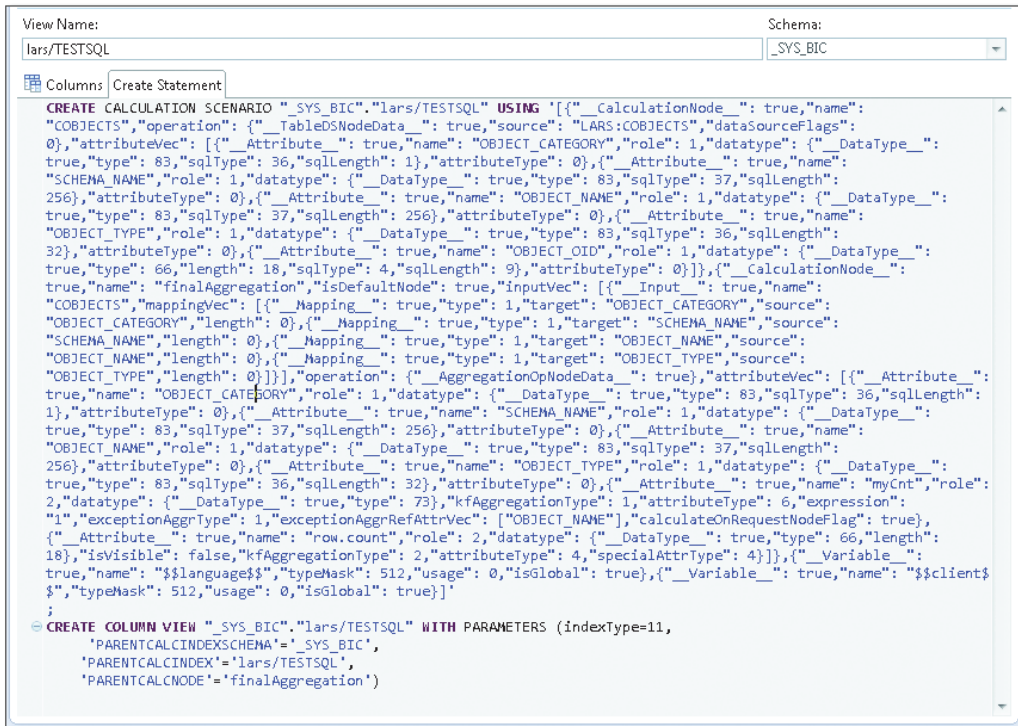 View Name:
Schema:
lars/TESTSQL
_SYS_BIC
Columns
Create Statement
CREATE CALCULATION SCENARIO "_SYS_BIC"."lars/TESTSQL" USING '[{"__CalculationNode__": true,"name":
"COBJECTS","operation": {"__TableDSNodeData__": true,"source": "LARS:COBJECTS","dataSourceFlags":
0},"attributeVec": [{"__Attribute__": true,"name": "OBJECT_CATEGORY","role": 1,"datatype": {"__DataType__":
true,"type": 83,"sqlType": 36,"sqlLength": 1},"attributeType": 0},{"__Attribute__": true,"name":
"SCHEMA_NAME","role": 1,"datatype": {"__DataType__": true,"type": 83,"sqlType": 37,"sqlLength":
256},"attributeType": 0},{"__Attribute__": true,"name": "OBJECT_NAME","role": 1,"datatype": {"__DataType__":
true,"type": 83,"sqlType": 37,"sqlLength": 256},"attributeType": 0},{"__Attribute__": true,"name":
"OBJECT_TYPE","role": 1,"datatype": {"__DataType__": true,"type": 83,"sqlType": 36,"sqlLength":
32},"attributeType": 0},{"__Attribute__": true,"name": "OBJECT_OID","role": 1,"datatype": {"__DataType__":
true,"type": 66,"length": 18,"sqlType": 4,"sqlLength": 9},"attributeType": 0}]},{"__CalculationNode__":
true,"name": "finalAggregation","isDefaultNode": true,"inputVec": [{"__Input__": true,"name":
"COBJECTS","mappingVec": [{"__Mapping__": true,"type": 1,"target": "OBJECT_CATEGORY","source":
"OBJECT_CATEGORY","length": 0},{"__Mapping__": true,"type": 1,"target": "SCHEMA_NAME","source":
"SCHEMA_NAME","length": 0},{"__Mapping__": true,"type": 1,"target": "OBJECT_NAME","source":
"OBJECT_NAME","length": 0},{"__Mapping__": true,"type": 1,"target": "OBJECT_TYPE","source":
"OBJECT_TYPE","length": 0}]}],"operation": {"__AggregationOpNodeData__": true},"attributeVec": [{"__Attribute__":
true,"name": "OBJECT_CATEGORY","role": 1,"datatype": {"__DataType__": true,"type": 83,"sqlType": 36,"sqlLength":
1},"attributeType": 0},{"__Attribute__": true,"name": "SCHEMA_NAME","role": 1,"datatype": {"__DataType__":
true,"type": 83,"sqlType": 37,"sqlLength": 256},"attributeType": 0},{"__Attribute__": true,"name":
"OBJECT_NAME","role": 1,"datatype": {"__DataType__": true,"type": 83,"sqlType": 37,"sqlLength":
256},"attributeType": 0},{"__Attribute__": true,"name": "OBJECT_TYPE","role": 1,"datatype": {"__DataType__":
true,"type": 83,"sqlType": 36,"sqlLength": 32},"attributeType": 0},{"__Attribute__": true,"name": "myCnt","role":
2,"datatype": {"__DataType__": true,"type": 73},"kfAggregationType": 1,"attributeType": 6,"expression":
"1","exceptionAggrType": 1,"exceptionAggrRefAttrVec": ["OBJECT_NAME"],"calculateOnRequestNodeFlag": true},
{"__Attribute__": true,"name": "row.count","role": 2,"datatype": {"__DataType__": true,"type": 66,"length":
18},"isVisible": false,"kfAggregationType": 2,"attributeType": 4,"specialAttrType": 4}]},{"__Variable__":
true,"name": "$$language$$","typeMask": 512,"usage": 0,"isGlobal": true},{"__Variable__": true,"name": "$$client$
$","typeMask": 512,"usage": 0,"isGlobal": true}]'
;
CREATE COLUMN VIEW "_SYS_BIC"."lars/TESTSQL" WITH PARAMETERS (indexType=11,
'PARENTCALCINDEXSCHEMA'='_SYS_BIC',
'PARENTCALCINDEX'='lars/TESTSQL',
'PARENTCALCNODE'='finalAggregation')